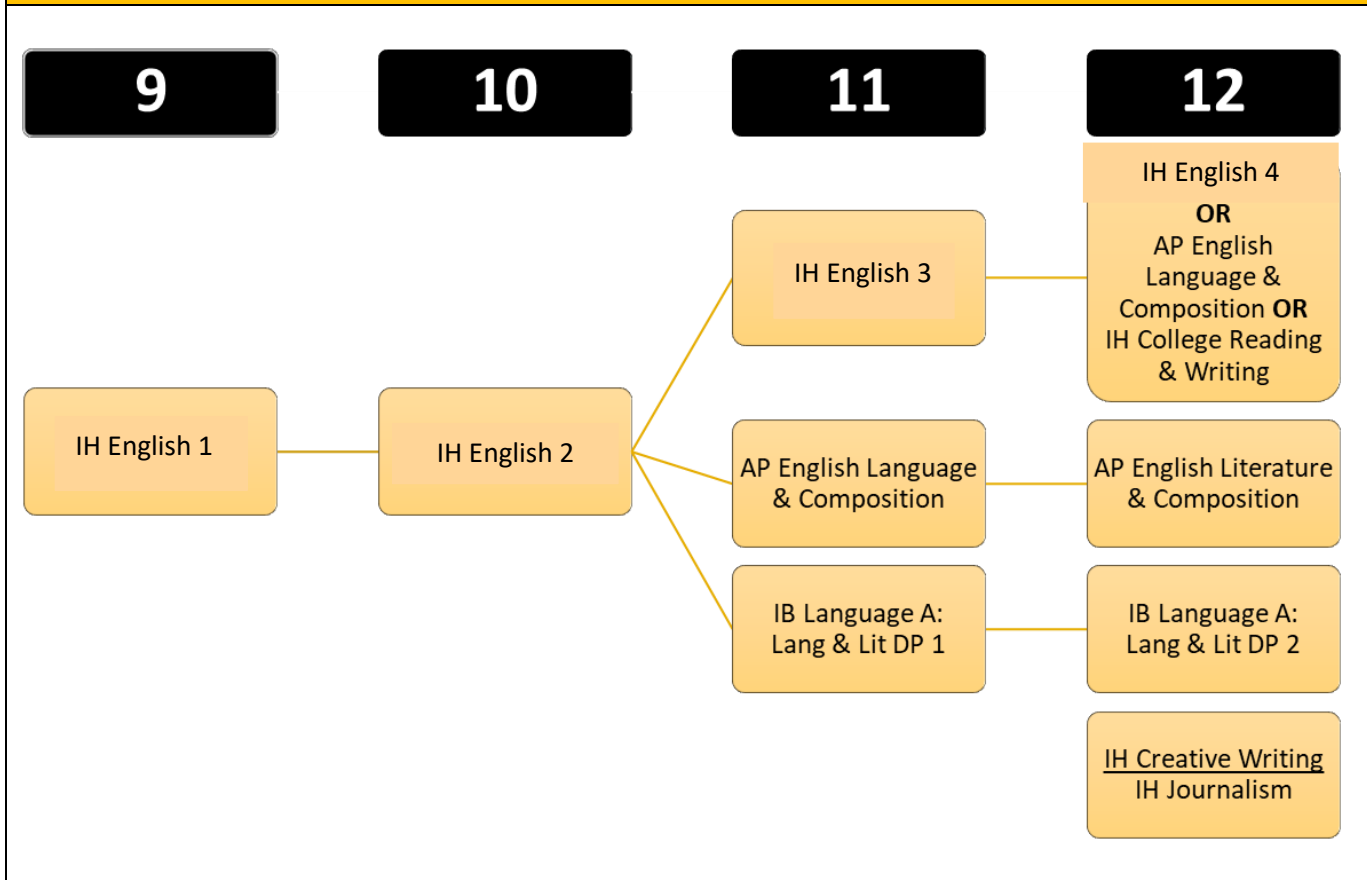 9
10
11
12
IH English 1
IH English 2
IH English 3
AP English Language
& Composition
IB Language A:
Lang & Lit DP 1
IH English 4
OR
AP English
Language &
Composition OR
IH College Reading
& Writing
AP English Literature
& Composition
IB Language A:
Lang & Lit DP 2
IH Creative Writing
IH Journalism